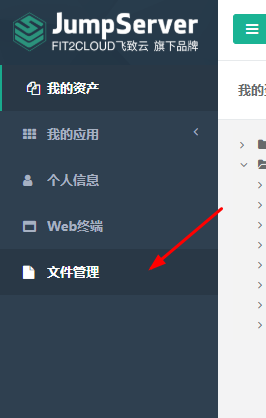 JumpServer
FIT2CLOUD飞致云 旗下品牌
我的资产
我的资
我的应用
个人信息
Web终端
文件管理